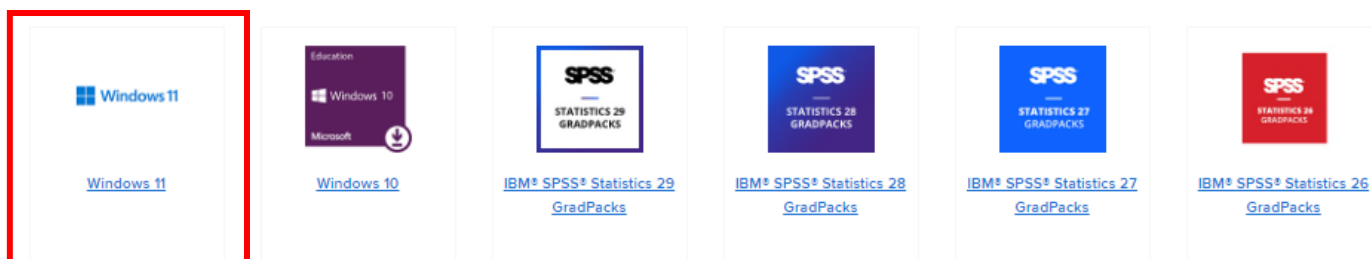 Windows 11
Windows 11
Education
Windows 10
Microsoft
Windows 10
SPSS
STATISTICS 29
GRADPACKS
IBM® SPSS® Statistics 29
GradPacks
SPSS
STATISTICS 28
GRADPACKS
IBM® SPSS® Statistics 28
GradPacks
SPSS
STATISTICS 27
GRADPACKS
IBM® SPSS® Statistics 27
GradPacks
SPSS
STATISTICS 26
GRADPACKS
IBM® SPSS® Statistics 26
GradPacks